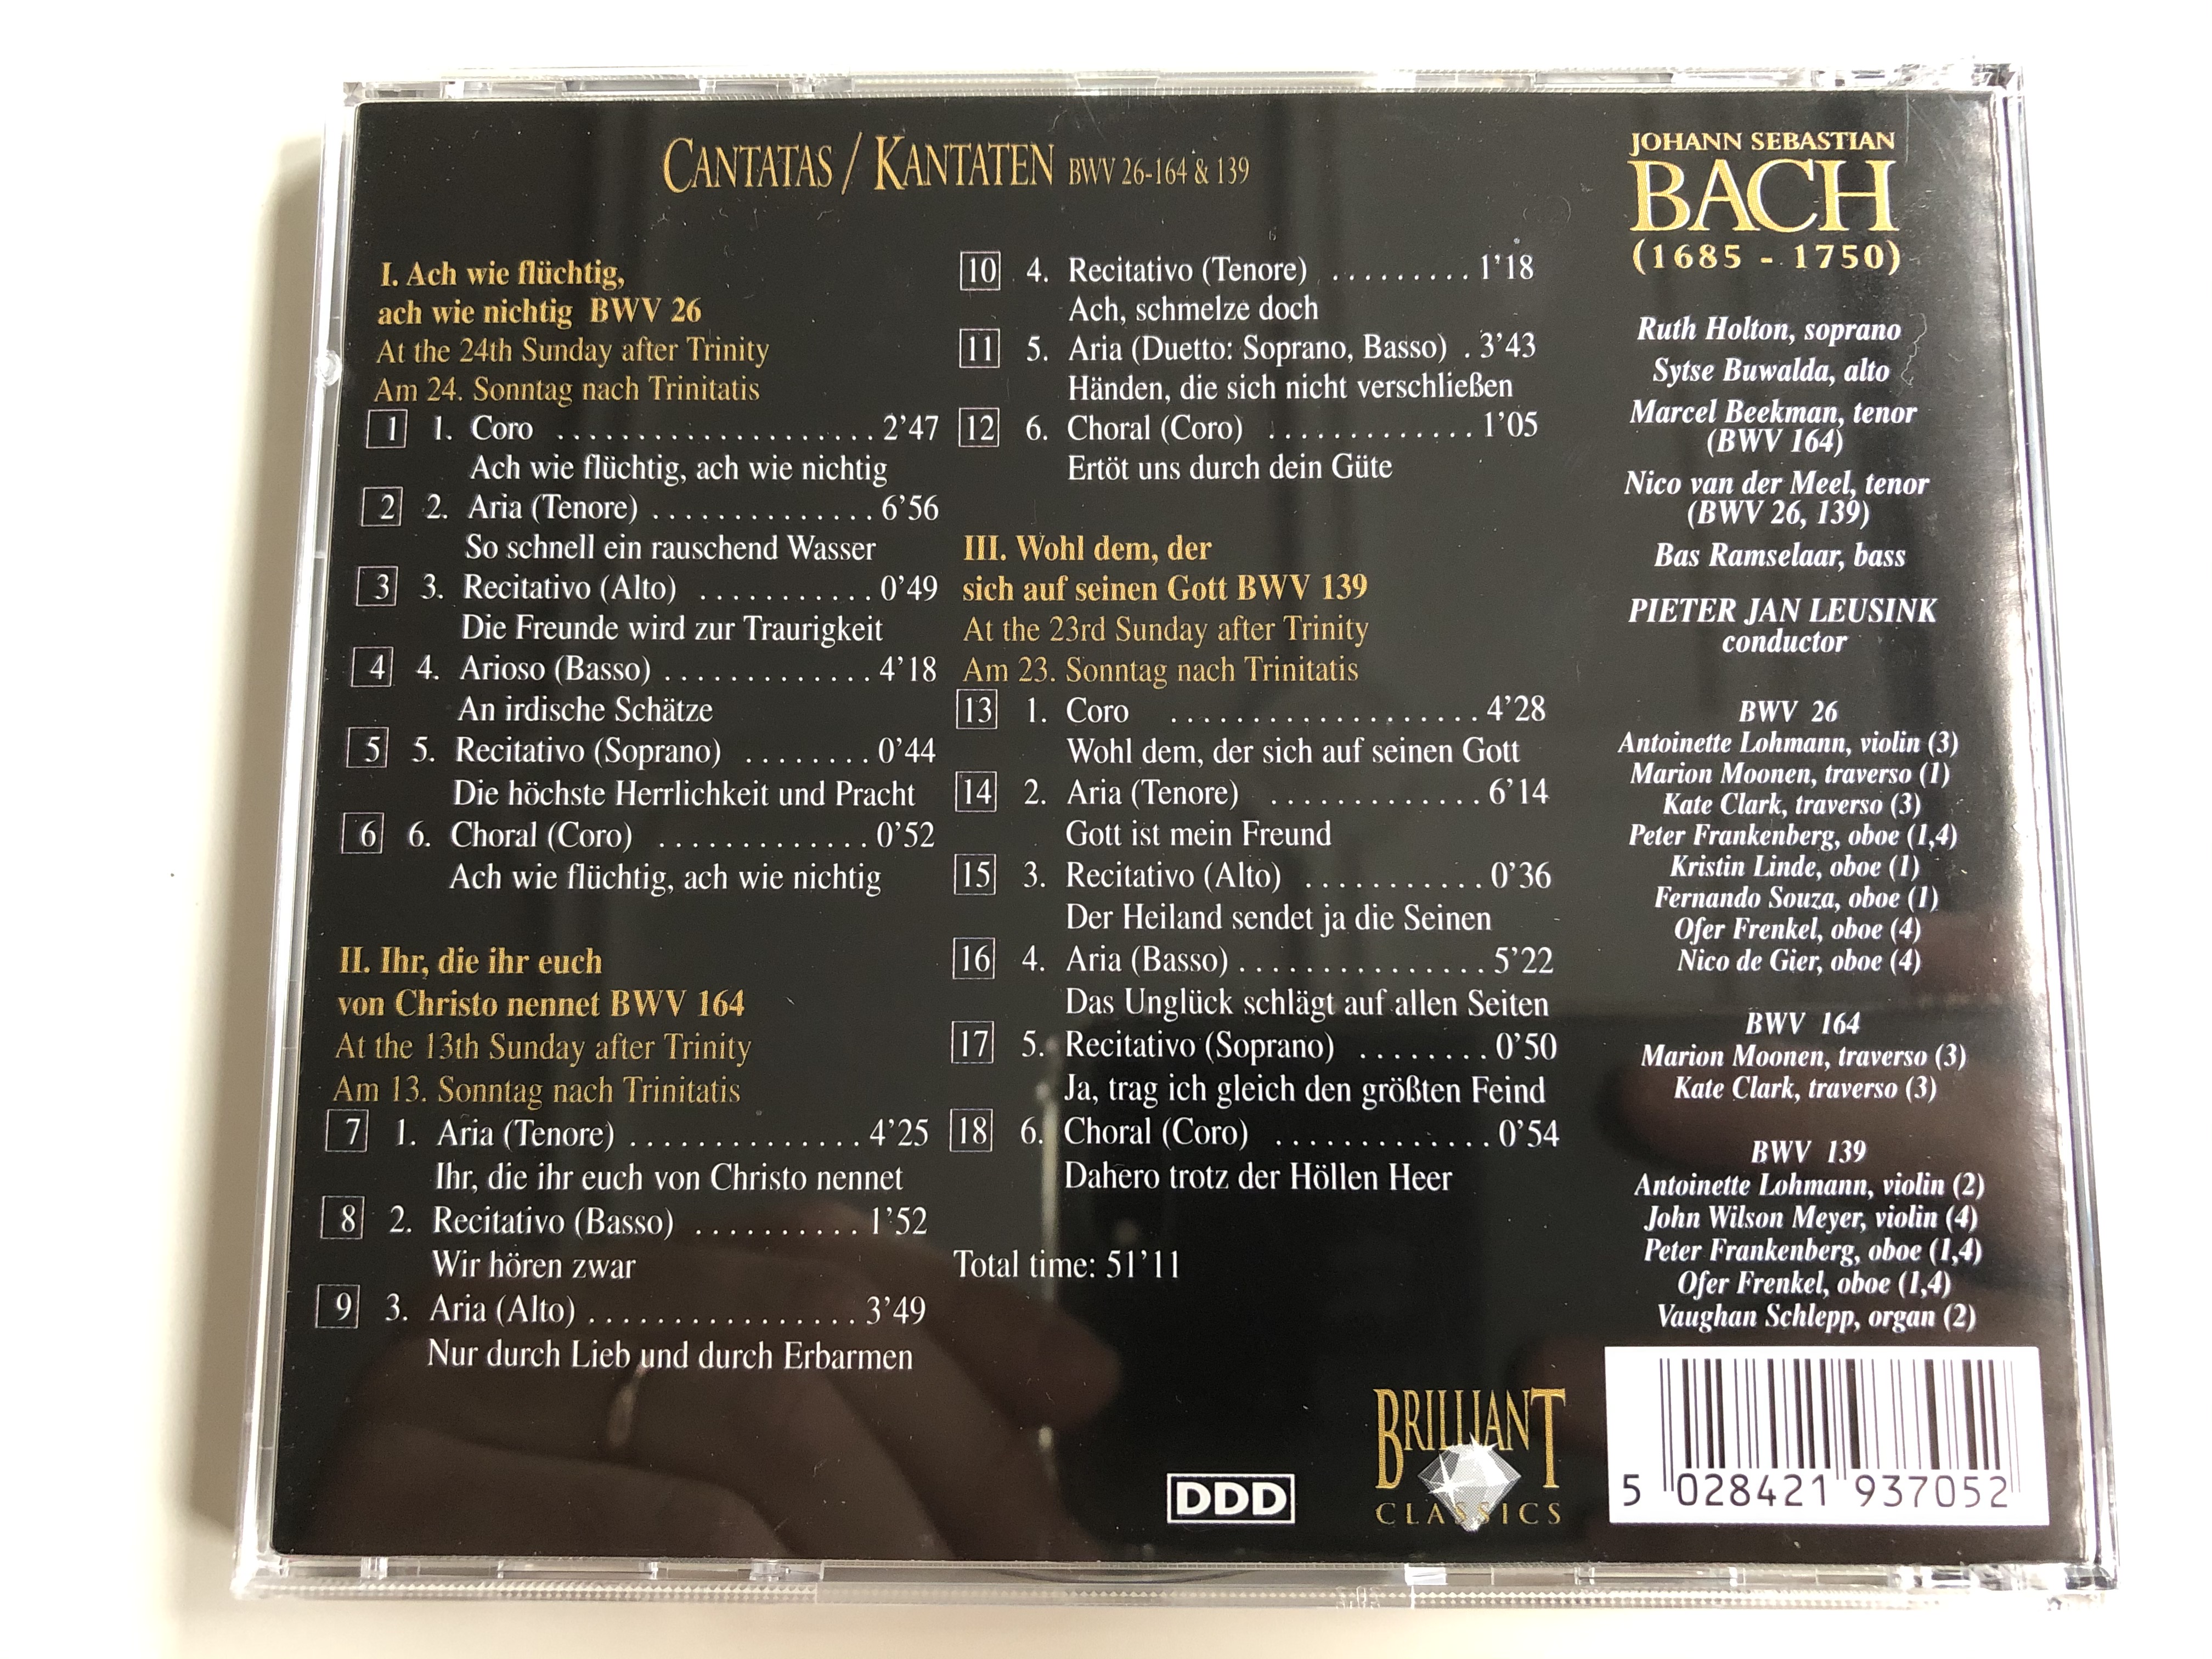 CANTATAS / KANTATEN BWV 26-164 & 139
I. Ach wie flüchtig,
ach wie nichtig BWV 26
At the 24th Sunday after Trinity
Am 24. Sonntag nach Trinitatis
1 1. Coro .................... 2'47
Ach wie flüchtig, ach wie nichtig
2 2. Aria (Tenore) .............. 6'56
So schnell ein rauschend Wasser
3 3. Recitativo (Alto) ........... 0'49
Die Freunde wird zur Traurigkeit
4 4. Arioso (Basso) ............. 4'18
An irdische Schätze
5 5. Recitativo (Soprano) ........ 0'44
Die höchste Herrlichkeit und Pracht
6 6. Choral (Coro) ............. 0'52
Ach wie flüchtig, ach wie nichtig
II. Ihr, die ihr euch
von Christo nennet BWV 164
At the 13th Sunday after Trinity
Am 13. Sonntag nach Trinitatis
7 1. Aria (Tenore) .............. 4'25
Ihr, die ihr euch von Christo nennet
8 2. Recitativo (Basso) .......... 1'52
Wir hören zwar
9 3. Aria (Alto) ................ 3'49
Nur durch Lieb und durch Erbarmen
10 4. Recitativo (Tenore) ......... 1'18
Ach, schmelze doch
11 5. Aria (Duetto: Soprano, Basso) . 3'43
Händen, die sich nicht verschließen
12 6. Choral (Coro) ............. 1'05
Ertöt uns durch dein Güte
III. Wohl dem, der
sich auf seinen Gott BWV 139
At the 23rd Sunday after Trinity
Am 23. Sonntag nach Trinitatis
13 1. Coro ................... 4'28
Wohl dem, der sich auf seinen Gott
14 2. Aria (Tenore) ............. 6'14
Gott ist mein Freund
15 3. Recitativo (Alto) ........... 0'36
Der Heiland sendet ja die Seinen
16 4. Aria (Basso) ............... 5'22
Das Unglück schlägt auf allen Seiten
17 5. Recitativo (Soprano) ........ 0'50
Ja, trag ich gleich den größten Feind
18 6. Choral (Coro) ............. 0'54
Dahero trotz der Höllen Heer
Total time: 51'11
JOHANN SEBASTIAN
BACH
(1685 - 1750)
Ruth Holton, soprano
Sytse Buwalda, alto
Marcel Beekman, tenor
(BWV 164)
Nico van der Meel, tenor
(BWV 26, 139)
Bas Ramselaar, bass
PIETER JAN LEUSINK
conductor
BWV 26
Antoinette Lohmann, violin (3)
Marion Moonen, traverso (1)
Kate Clark, traverso (3)
Peter Frankenberg, oboe (1,4)
Kristin Linde, oboe (1)
Fernando Souza, oboe (1)
Ofer Frenkel, oboe (4)
Nico de Gier, oboe (4)
BWV 164
Marion Moonen, traverso (3)
Kate Clark, traverso (3)
BWV 139
Antoinette Lohmann, violin (2)
John Wilson Meyer, violin (4)
Peter Frankenberg, oboe (1,4)
Ofer Frenkel, oboe (1,4)
Vaughan Schlepp, organ (2)
DDD
BRILLIANT
CLASSICS
5 028421 937052